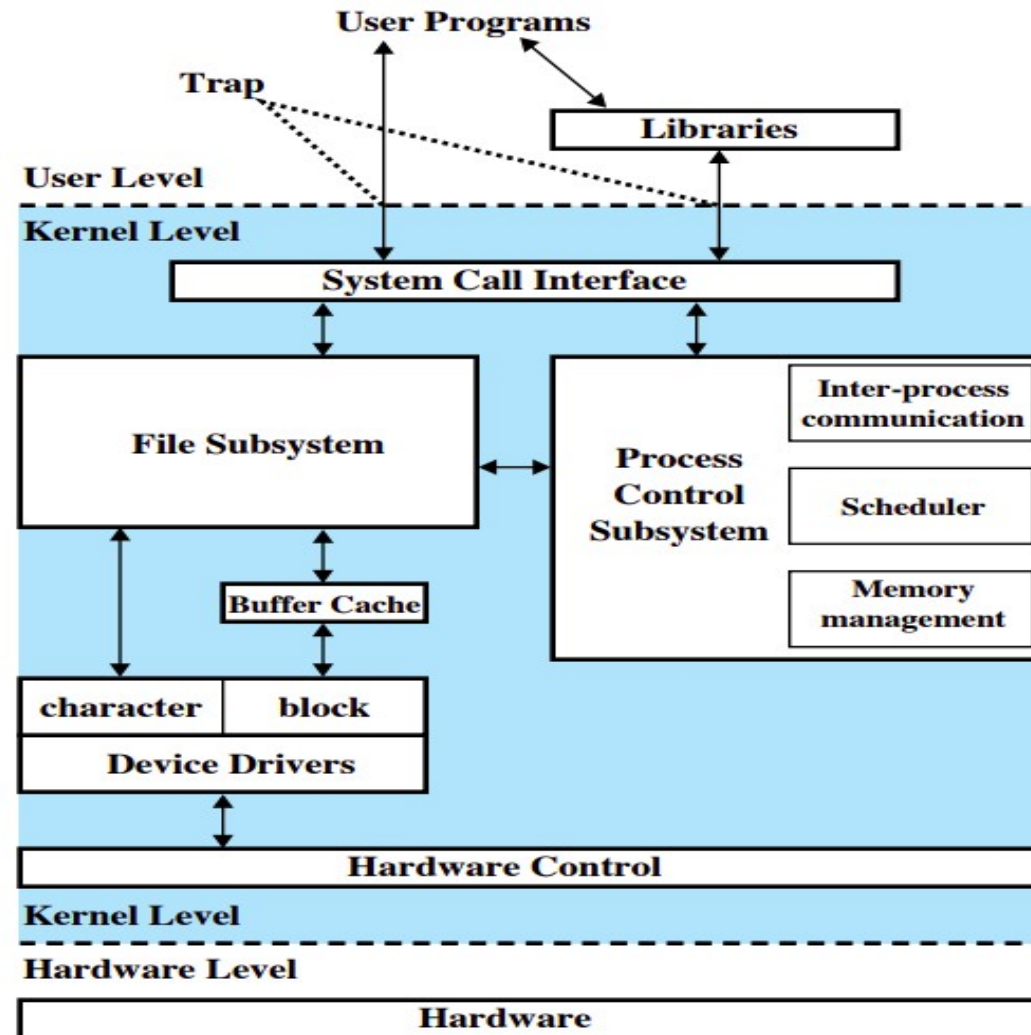 User Programs
Trap
Libraries
User Level
Kernel Level
System Call Interface
File Subsystem
Process
Control
Subsystem
Inter-process
communication
Scheduler
Memory
management
Buffer Cache
character
block
Device Drivers
Hardware Control
Kernel Level
Hardware Level
Hardware